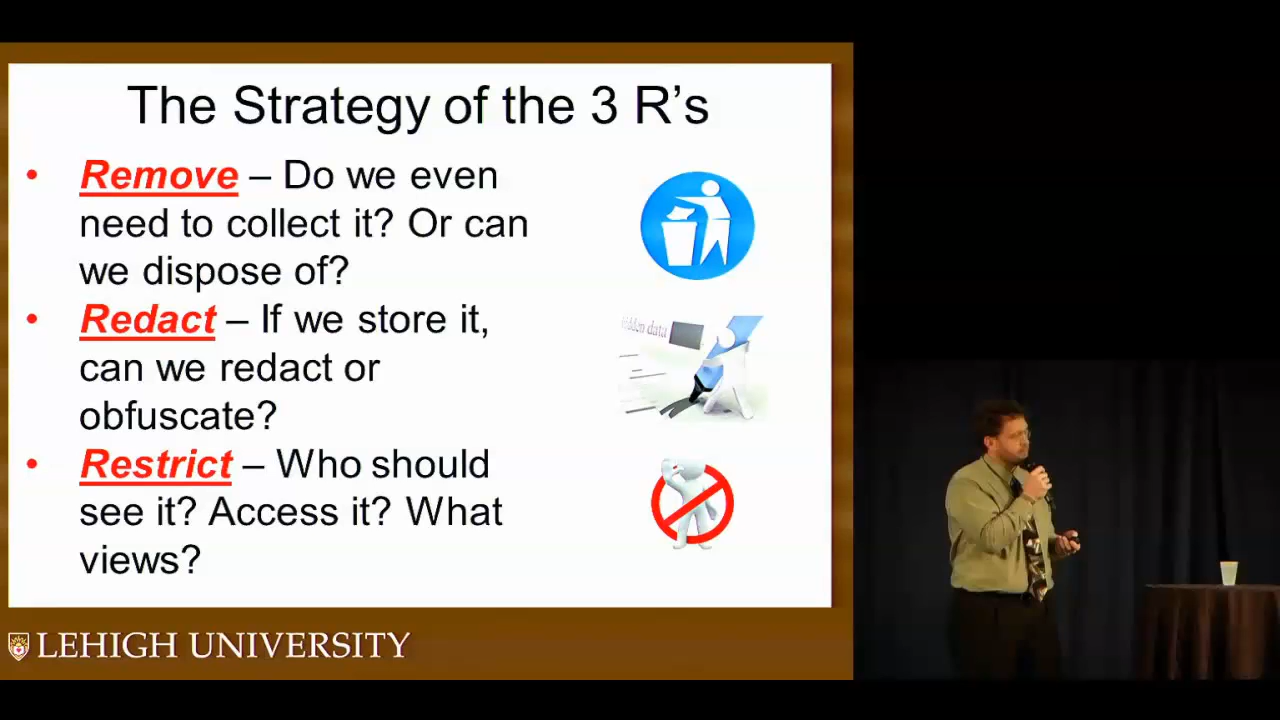 The Strategy of the 3 R’s
• Remove – Do we even
need to collect it? Or can
we dispose of?
• Redact – If we store it,
can we redact or
obfuscate?
• Restrict – Who should
see it? Access it? What
views?
hidden data
LEHIGH UNIVERSITY